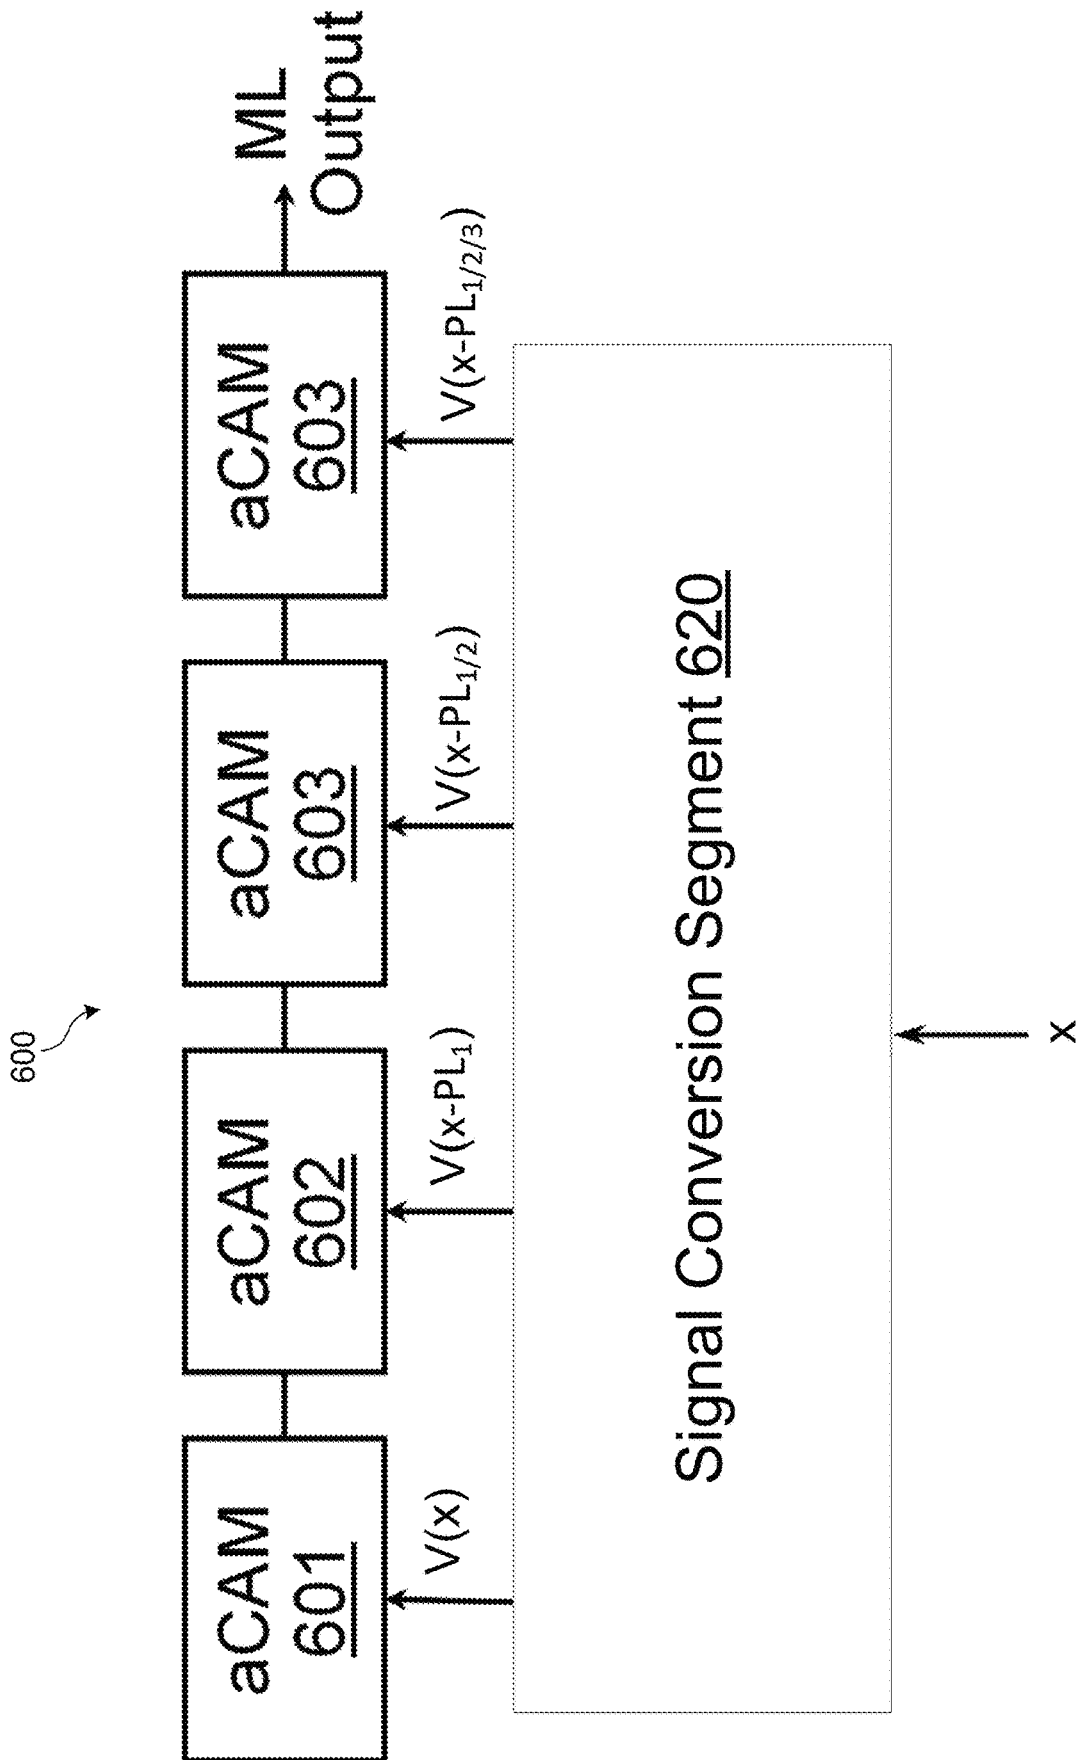 600
aCAM
601
aCAM
602
aCAM
603
aCAM
603
ML
Output
V(x)
V(x-PL₁)
V(x-PL₁/₂)
V(x-PL₁/₂/₃)
Signal Conversion Segment 620
x